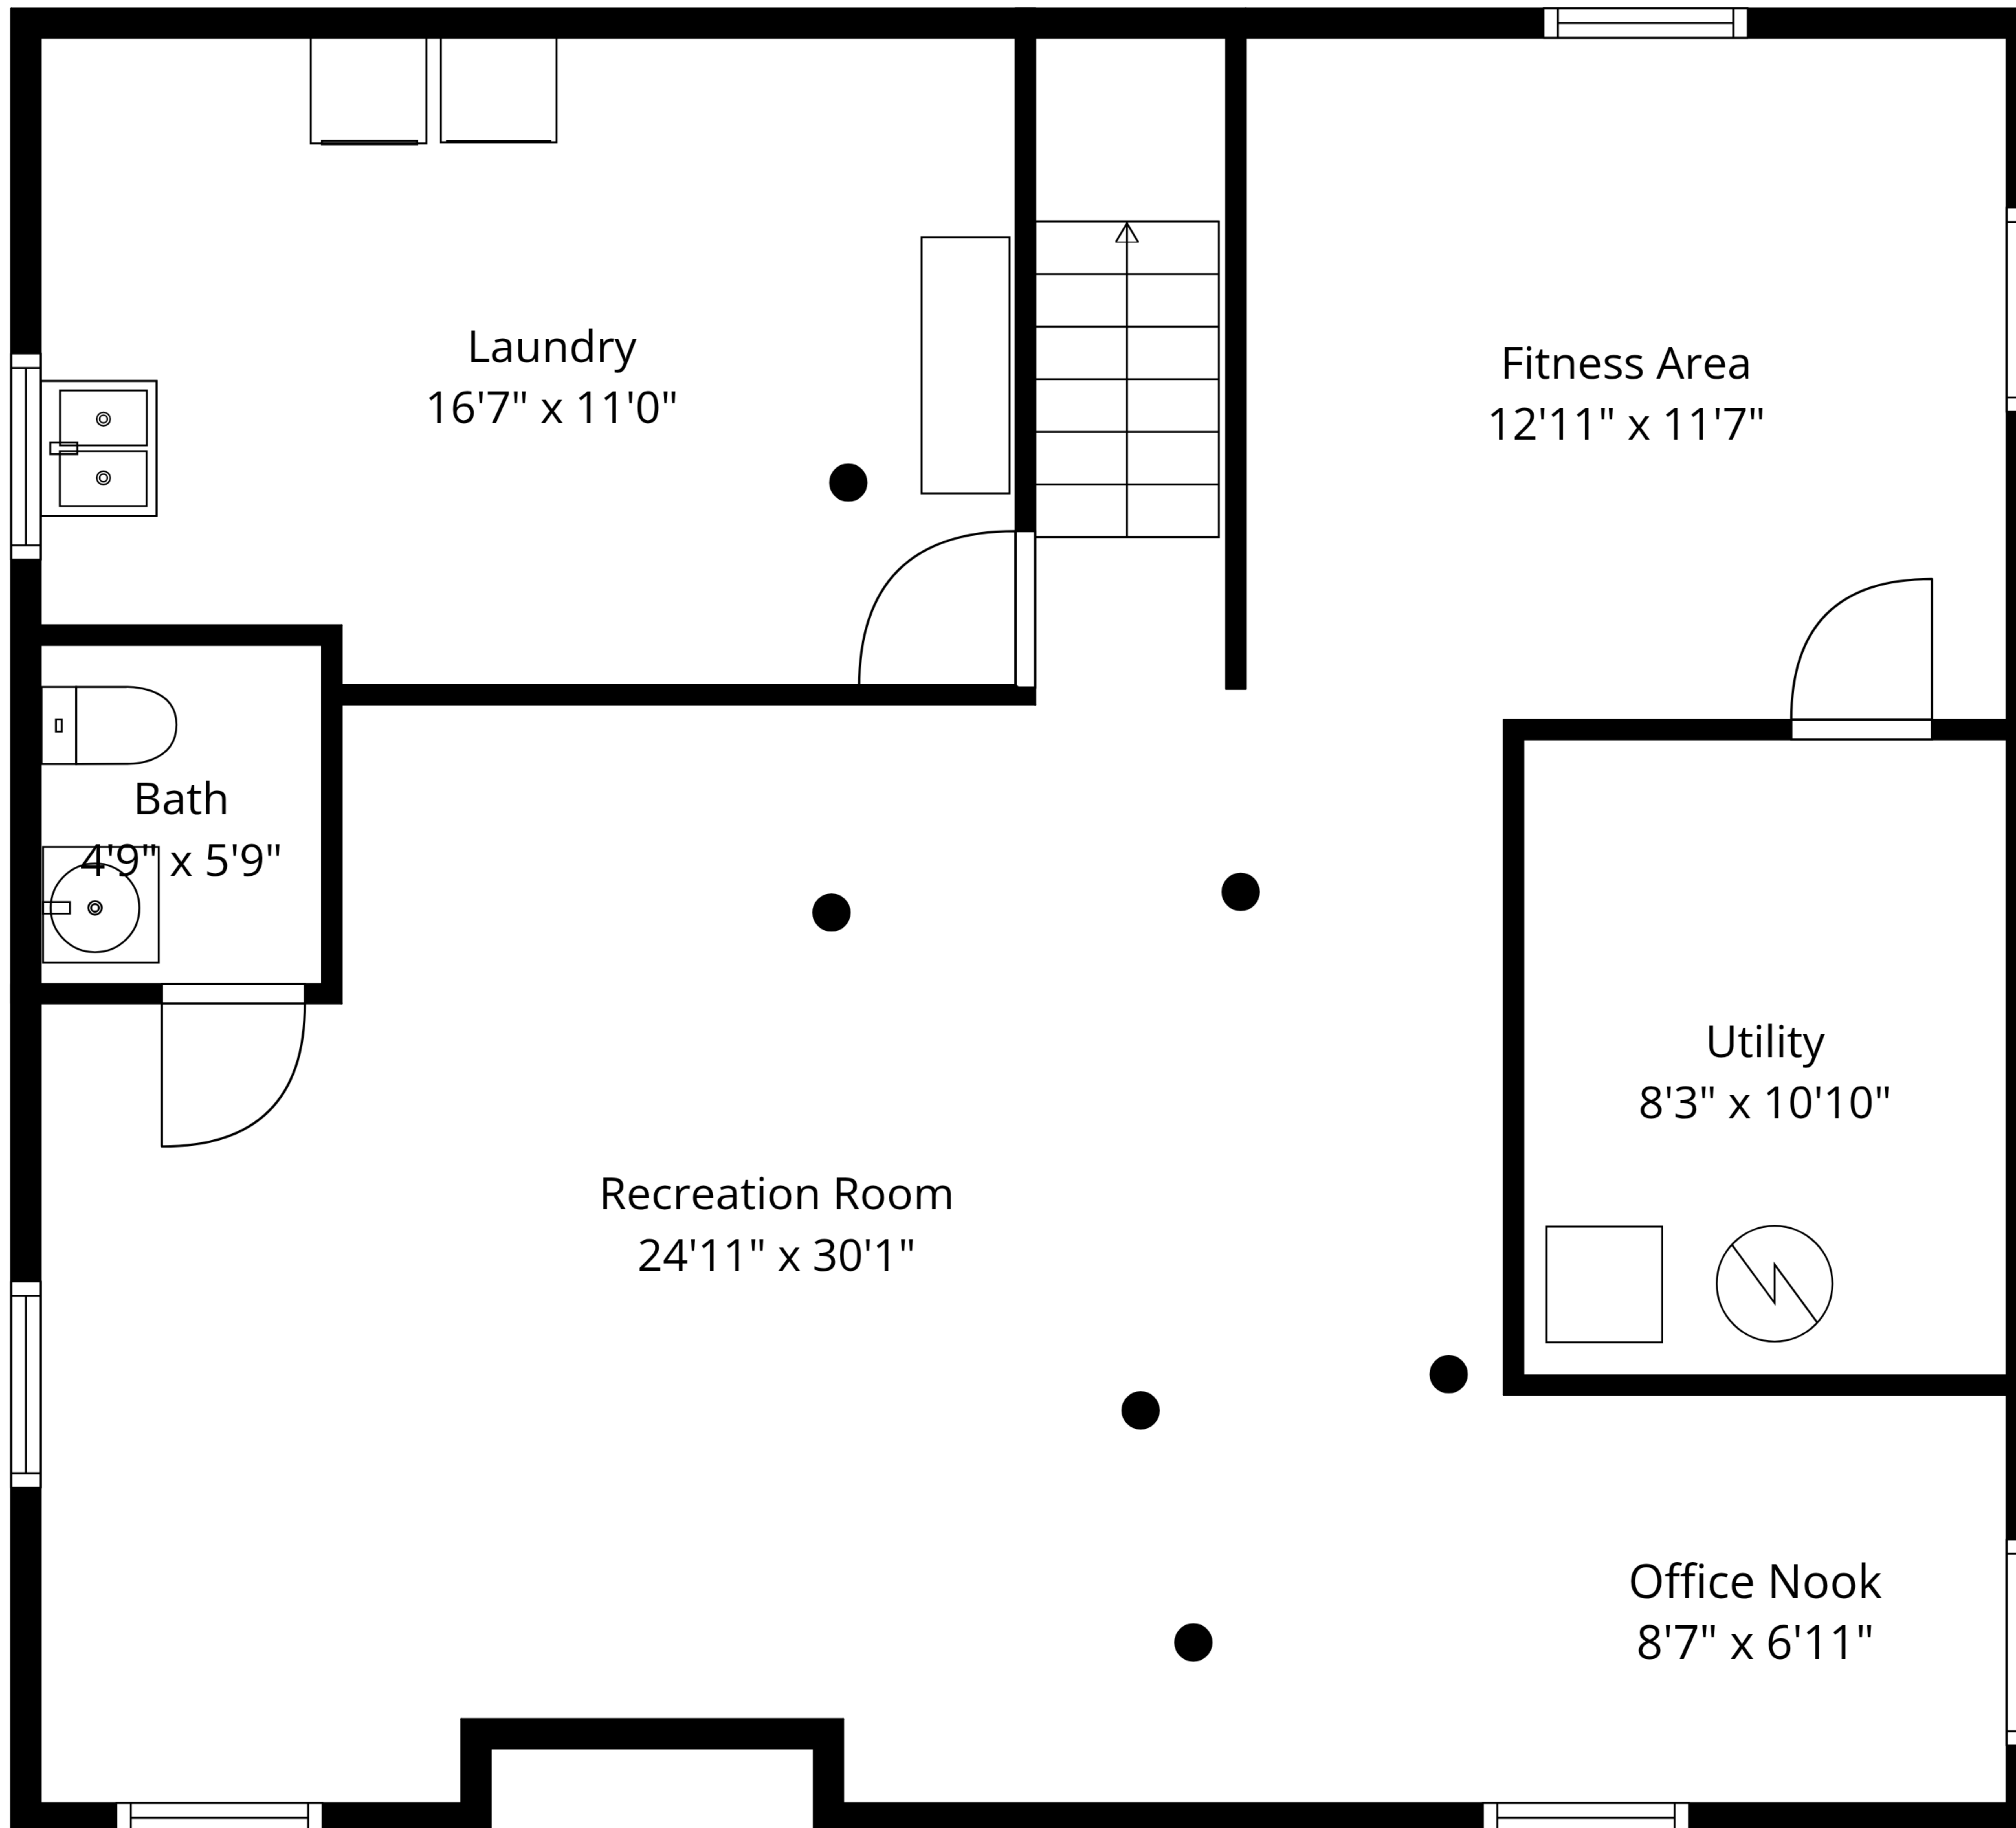 Laundry
16'7" x 11'0"
Fitness Area
12'11" x 11'7"
Bath
4'9" x 5'9"
Utility
8'3" x 10'10"
Recreation Room
24'11" x 30'1"
Office Nook
8'7" x 6'11"